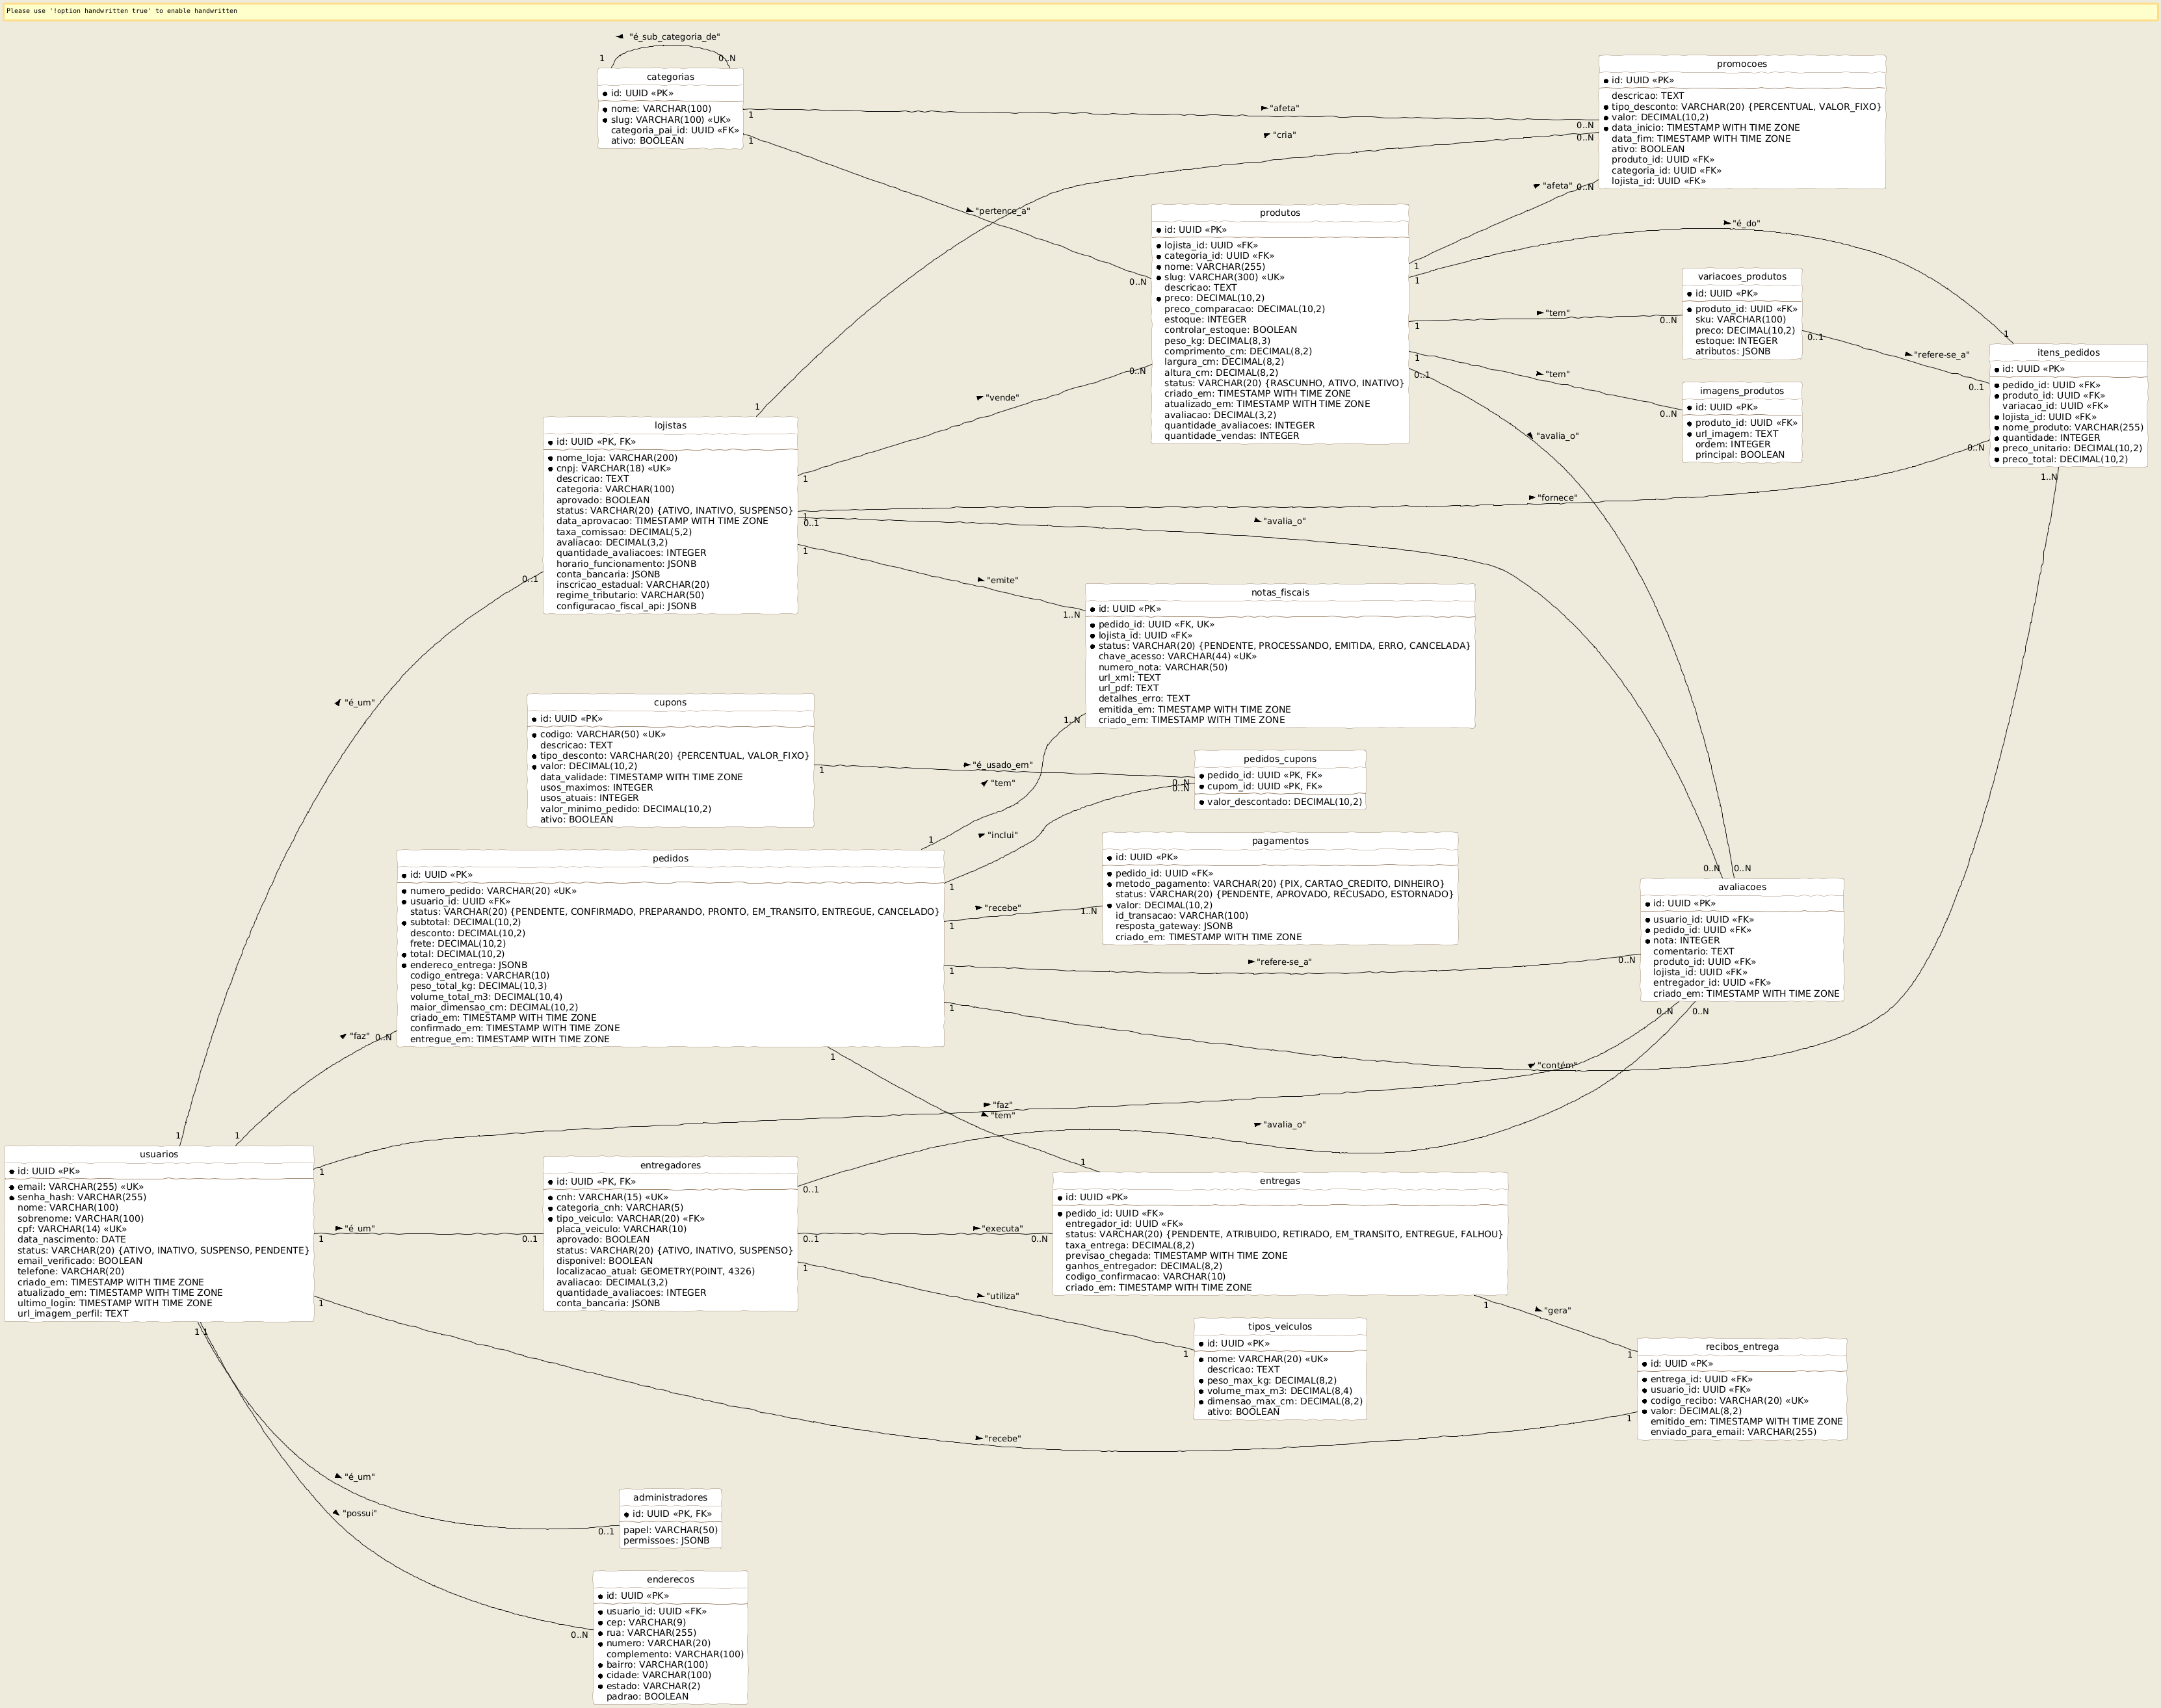 Please use '!option handwritten true' to enable handwritten
"é_sub_categoria_de"
1
0..N
categorias
id: UUID «PK»
nome: VARCHAR(100)
slug: VARCHAR(100) «UK»
categoria_pai_id: UUID «FK»
ativo: BOOLEAN
1
"afeta"
0..N
1
"pertence_a"
0..N
"cria"
0..N
1
promocoes
id: UUID «PK»
descricao: TEXT
tipo_desconto: VARCHAR(20) {PERCENTUAL, VALOR_FIXO}
valor: DECIMAL(10,2)
data_inicio: TIMESTAMP WITH TIME ZONE
data_fim: TIMESTAMP WITH TIME ZONE
ativo: BOOLEAN
produto_id: UUID «FK»
categoria_id: UUID «FK»
lojista_id: UUID «FK»
"afeta"
0..N
1
produtos
id: UUID «PK»
lojista_id: UUID «FK»
categoria_id: UUID «FK»
nome: VARCHAR(255)
slug: VARCHAR(300) «UK»
descricao: TEXT
preco: DECIMAL(10,2)
preco_comparacao: DECIMAL(10,2)
estoque: INTEGER
controlar_estoque: BOOLEAN
peso_kg: DECIMAL(8,3)
comprimento_cm: DECIMAL(8,2)
largura_cm: DECIMAL(8,2)
altura_cm: DECIMAL(8,2)
status: VARCHAR(20) {RASCUNHO, ATIVO, INATIVO}
criado_em: TIMESTAMP WITH TIME ZONE
atualizado_em: TIMESTAMP WITH TIME ZONE
avaliacao: DECIMAL(3,2)
quantidade_avaliacoes: INTEGER
quantidade_vendas: INTEGER
"é_do"
1
1
variacoes_produtos
id: UUID «PK»
produto_id: UUID «FK»
sku: VARCHAR(100)
preco: DECIMAL(10,2)
estoque: INTEGER
atributos: JSONB
"tem"
1
0..N
0..1
"refere-se_a"
0..1
imagens_produtos
id: UUID «PK»
produto_id: UUID «FK»
url_imagem: TEXT
ordem: INTEGER
principal: BOOLEAN
1
"tem"
0..N
0..1
"avalia_o"
itens_pedidos
id: UUID «PK»
pedido_id: UUID «FK»
produto_id: UUID «FK»
variacao_id: UUID «FK»
lojista_id: UUID «FK»
nome_produto: VARCHAR(255)
quantidade: INTEGER
preco_unitario: DECIMAL(10,2)
preco_total: DECIMAL(10,2)
0..N
1..N
lojistas
id: UUID «PK, FK»
nome_loja: VARCHAR(200)
cnpj: VARCHAR(18) «UK»
descricao: TEXT
categoria: VARCHAR(100)
aprovado: BOOLEAN
status: VARCHAR(20) {ATIVO, INATIVO, SUSPENSO}
data_aprovacao: TIMESTAMP WITH TIME ZONE
taxa_comissao: DECIMAL(5,2)
avaliacao: DECIMAL(3,2)
quantidade_avaliacoes: INTEGER
horario_funcionamento: JSONB
conta_bancaria: JSONB
inscricao_estadual: VARCHAR(20)
regime_tributario: VARCHAR(50)
configuracao_fiscal_api: JSONB
"vende"
0..N
1
"fornece"
1
0..1
"avalia_o"
1
"emite"
1..N
0..1
"é_um"
notas_fiscais
id: UUID «PK»
pedido_id: UUID «FK, UK»
lojista_id: UUID «FK»
status: VARCHAR(20) {PENDENTE, PROCESSANDO, EMITIDA, ERRO, CANCELADA}
chave_acesso: VARCHAR(44) «UK»
numero_nota: VARCHAR(50)
url_xml: TEXT
url_pdf: TEXT
detalhes_erro: TEXT
emitida_em: TIMESTAMP WITH TIME ZONE
criado_em: TIMESTAMP WITH TIME ZONE
1..N
cupons
id: UUID «PK»
codigo: VARCHAR(50) «UK»
descricao: TEXT
tipo_desconto: VARCHAR(20) {PERCENTUAL, VALOR_FIXO}
valor: DECIMAL(10,2)
data_validade: TIMESTAMP WITH TIME ZONE
usos_maximos: INTEGER
usos_atuais: INTEGER
valor_minimo_pedido: DECIMAL(10,2)
ativo: BOOLEAN
1
"é_usado_em"
0..N
"tem"
0..N
"inclui"
pedidos_cupons
pedido_id: UUID «PK, FK»
cupom_id: UUID «PK, FK»
valor_descontado: DECIMAL(10,2)
pagamentos
id: UUID «PK»
pedido_id: UUID «FK»
metodo_pagamento: VARCHAR(20) {PIX, CARTAO_CREDITO, DINHEIRO}
status: VARCHAR(20) {PENDENTE, APROVADO, RECUSADO, ESTORNADO}
valor: DECIMAL(10,2)
id_transacao: VARCHAR(100)
resposta_gateway: JSONB
criado_em: TIMESTAMP WITH TIME ZONE
pedidos
id: UUID «PK»
numero_pedido: VARCHAR(20) «UK»
usuario_id: UUID «FK»
status: VARCHAR(20) {PENDENTE, CONFIRMADO, PREPARANDO, PRONTO, EM_TRANSITO, ENTREGUE, CANCELADO}
subtotal: DECIMAL(10,2)
desconto: DECIMAL(10,2)
frete: DECIMAL(10,2)
total: DECIMAL(10,2)
endereco_entrega: JSONB
codigo_entrega: VARCHAR(10)
peso_total_kg: DECIMAL(10,3)
volume_total_m3: DECIMAL(10,4)
maior_dimensao_cm: DECIMAL(10,2)
criado_em: TIMESTAMP WITH TIME ZONE
confirmado_em: TIMESTAMP WITH TIME ZONE
entregue_em: TIMESTAMP WITH TIME ZONE
1
1
"recebe"
1..N
1
1
"refere-se_a"
0..N
1
"contém"
1
"faz"
0..N
1
1
0..N
0..N
avaliacoes
id: UUID «PK»
usuario_id: UUID «FK»
pedido_id: UUID «FK»
nota: INTEGER
comentario: TEXT
produto_id: UUID «FK»
lojista_id: UUID «FK»
entregador_id: UUID «FK»
criado_em: TIMESTAMP WITH TIME ZONE
0..N
0..N
"faz"
"tem"
"avalia_o"
1
usuarios
id: UUID «PK»
email: VARCHAR(255) «UK»
senha_hash: VARCHAR(255)
nome: VARCHAR(100)
sobrenome: VARCHAR(100)
cpf: VARCHAR(14) «UK»
data_nascimento: DATE
status: VARCHAR(20) {ATIVO, INATIVO, SUSPENSO, PENDENTE}
email_verificado: BOOLEAN
telefone: VARCHAR(20)
criado_em: TIMESTAMP WITH TIME ZONE
atualizado_em: TIMESTAMP WITH TIME ZONE
ultimo_login: TIMESTAMP WITH TIME ZONE
url_imagem_perfil: TEXT
1
1
"é_um"
0..1
1
1
1
entregadores
id: UUID «PK, FK»
cnh: VARCHAR(15) «UK»
categoria_cnh: VARCHAR(5)
tipo_veiculo: VARCHAR(20) «FK»
placa_veiculo: VARCHAR(10)
aprovado: BOOLEAN
status: VARCHAR(20) {ATIVO, INATIVO, SUSPENSO}
disponivel: BOOLEAN
localizacao_atual: GEOMETRY(POINT, 4326)
avaliacao: DECIMAL(3,2)
quantidade_avaliacoes: INTEGER
conta_bancaria: JSONB
0..1
0..1
"executa"
0..N
1
"utiliza"
1
entregas
id: UUID «PK»
pedido_id: UUID «FK»
entregador_id: UUID «FK»
status: VARCHAR(20) {PENDENTE, ATRIBUIDO, RETIRADO, EM_TRANSITO, ENTREGUE, FALHOU}
taxa_entrega: DECIMAL(8,2)
previsao_chegada: TIMESTAMP WITH TIME ZONE
ganhos_entregador: DECIMAL(8,2)
codigo_confirmacao: VARCHAR(10)
criado_em: TIMESTAMP WITH TIME ZONE
1
"gera"
1
tipos_veiculos
id: UUID «PK»
nome: VARCHAR(20) «UK»
descricao: TEXT
peso_max_kg: DECIMAL(8,2)
volume_max_m3: DECIMAL(8,4)
dimensao_max_cm: DECIMAL(8,2)
ativo: BOOLEAN
recibos_entrega
id: UUID «PK»
entrega_id: UUID «FK»
usuario_id: UUID «FK»
codigo_recibo: VARCHAR(20) «UK»
valor: DECIMAL(8,2)
emitido_em: TIMESTAMP WITH TIME ZONE
enviado_para_email: VARCHAR(255)
"recebe"
1
"é_um"
0..1
"possui"
0..N
administradores
id: UUID «PK, FK»
papel: VARCHAR(50)
permissoes: JSONB
enderecos
id: UUID «PK»
usuario_id: UUID «FK»
cep: VARCHAR(9)
rua: VARCHAR(255)
numero: VARCHAR(20)
complemento: VARCHAR(100)
bairro: VARCHAR(100)
cidade: VARCHAR(100)
estado: VARCHAR(2)
padrao: BOOLEAN